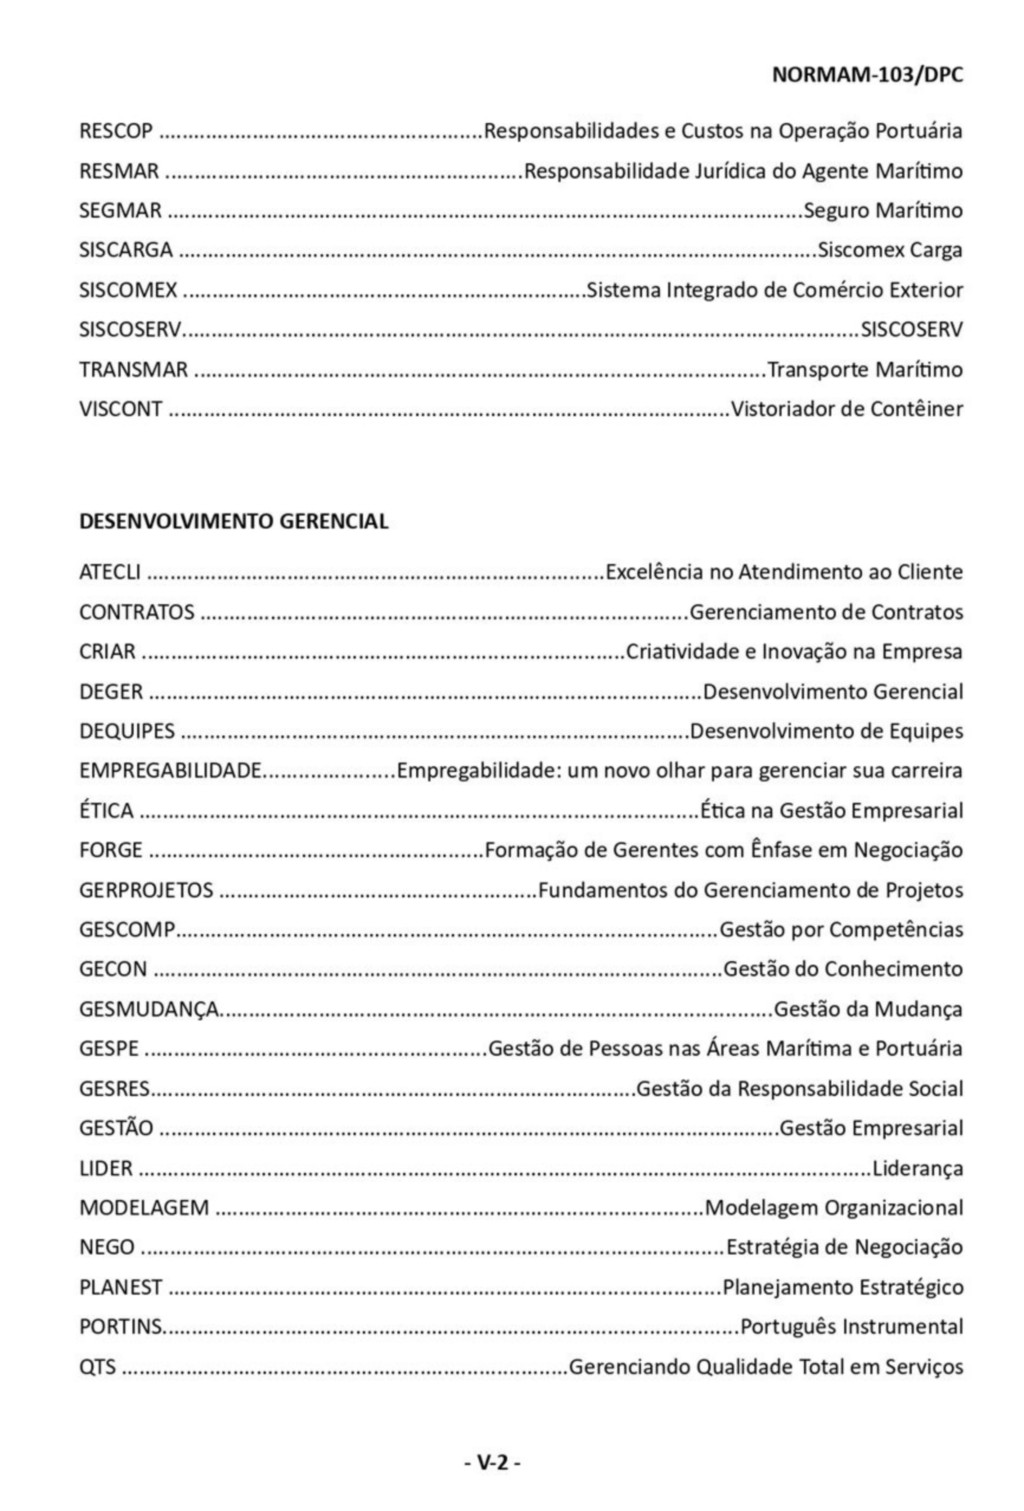 NORMAM-103/DPC
RESCOP ........................................................Responsabilidades e Custos na Operação Portuária
RESMAR ..............................................................Responsabilidade Jurídica do Agente Marítimo
SEGMAR .............................................................................................................Seguro Marítimo
SISCARGA .............................................................................................................Siscomex Carga
SISCOMEX .....................................................................Sistema Integrado de Comércio Exterior
SISCOSERV....................................................................................................................SISCOSERV
TRANSMAR ..................................................................................................Transporte Marítimo
VISCONT ................................................................................................Vistoriador de Contêiner
DESENVOLVIMENTO GERENCIAL
ATECLI ..............................................................................Excelência no Atendimento ao Cliente
CONTRATOS ...................................................................................Gerenciamento de Contratos
CRIAR ..................................................................................Criatividade e Inovação na Empresa
DEGER ..............................................................................................Desenvolvimento Gerencial
DEQUIPES .......................................................................................Desenvolvimento de Equipes
EMPREGABILIDADE.......................Empregabilidade: um novo olhar para gerenciar sua carreira
ÉTICA ................................................................................................Ética na Gestão Empresarial
FORGE .........................................................Formação de Gerentes com Ênfase em Negociação
GERPROJETOS ......................................................Fundamentos do Gerenciamento de Projetos
GESCOMP............................................................................................Gestão por Competências
GECON .................................................................................................Gestão do Conhecimento
GESMUDANÇA..............................................................................................Gestão da Mudança
GESPE ..........................................................Gestão de Pessoas nas Áreas Marítima e Portuária
GESRES...................................................................................Gestão da Responsabilidade Social
GESTÃO ..........................................................................................................Gestão Empresarial
LIDER .............................................................................................................................Liderança
MODELAGEM ...................................................................................Modelagem Organizacional
NEGO ....................................................................................................Estratégia de Negociação
PLANEST ..............................................................................................Planejamento Estratégico
PORTINS..................................................................................................Português Instrumental
QTS ............................................................................Gerenciando Qualidade Total em Serviços
- V-2 -